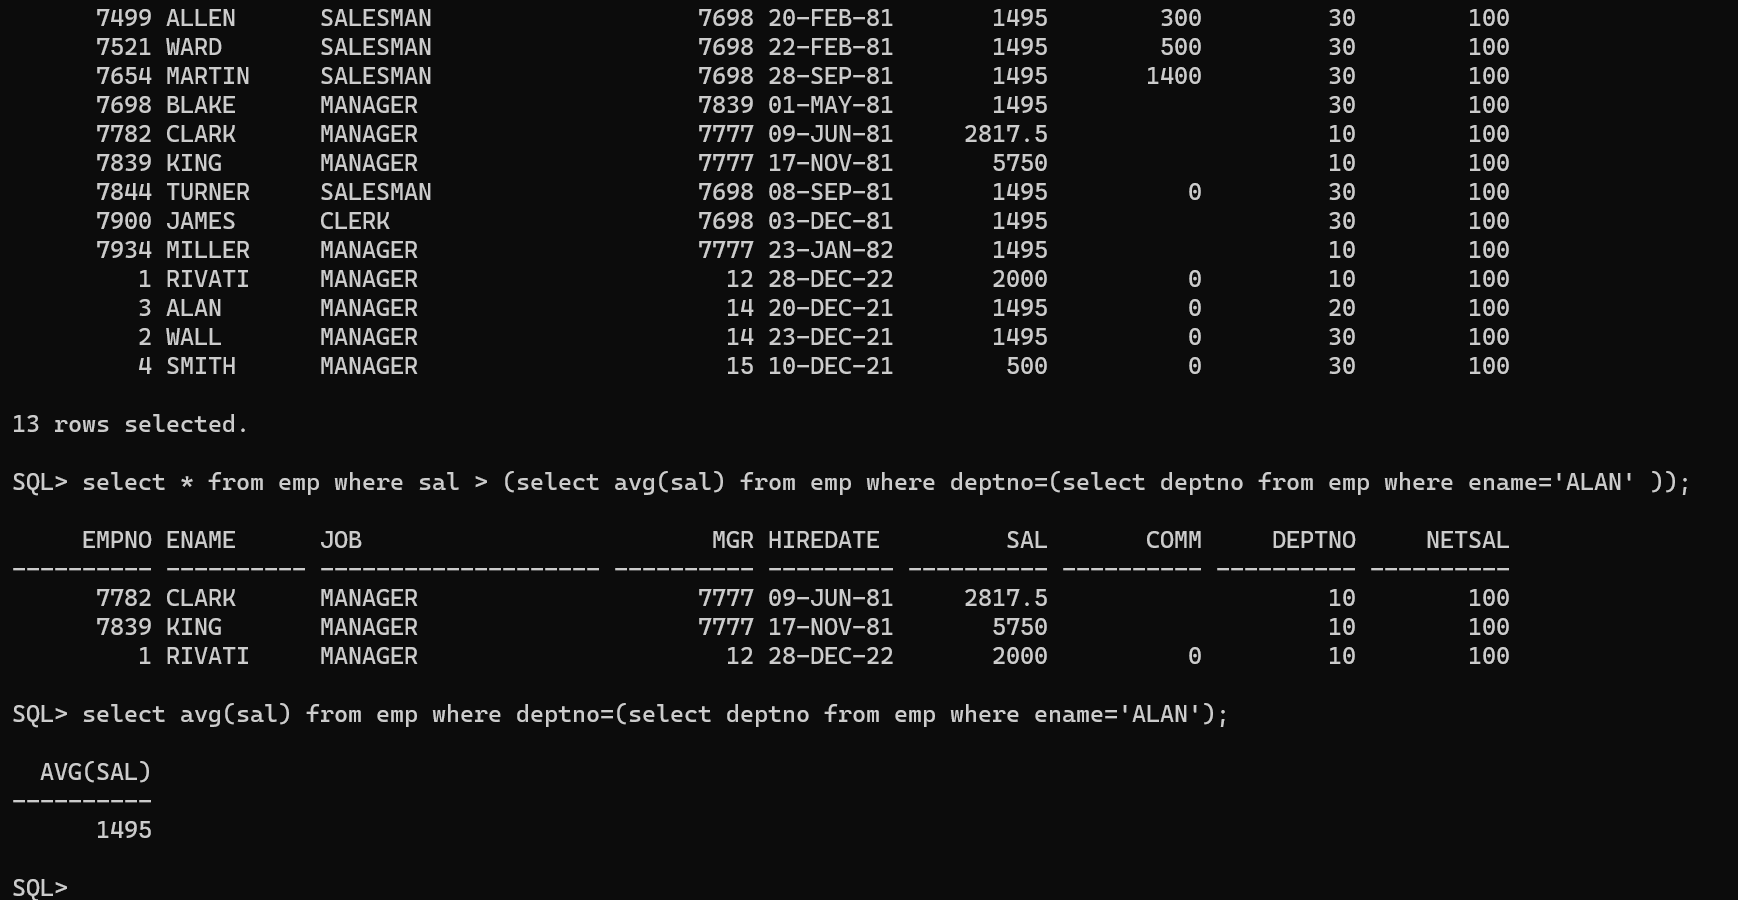 7499 ALLEN SALESMAN 7698 20-FEB-81 1495 300 30 100
7521 WARD SALESMAN 7698 22-FEB-81 1495 500 30 100
7654 MARTIN SALESMAN 7698 28-SEP-81 1495 1400 30 100
7698 BLAKE MANAGER 7839 01-MAY-81 1495 30 100
7782 CLARK MANAGER 7777 09-JUN-81 2817.5 10 100
7839 KING MANAGER 7777 17-NOV-81 5750 10 100
7844 TURNER SALESMAN 7698 08-SEP-81 1495 0 30 100
7900 JAMES CLERK 7698 03-DEC-81 1495 30 100
7934 MILLER MANAGER 7777 23-JAN-82 1495 10 100
1 RIVATI MANAGER 12 28-DEC-22 2000 0 10 100
3 ALAN MANAGER 14 20-DEC-21 1495 0 20 100
2 WALL MANAGER 14 23-DEC-21 1495 0 30 100
4 SMITH MANAGER 15 10-DEC-21 500 0 30 100
13 rows selected.
SQL> select * from emp where sal > (select avg(sal) from emp where deptno=(select deptno from emp where ename='ALAN' ));
EMPNO ENAME JOB MGR HIREDATE SAL COMM DEPTNO NETSAL
---------- ---------- -------------------- ---------- --------- ---------- ---------- ---------- ----------
7782 CLARK MANAGER 7777 09-JUN-81 2817.5 10 100
7839 KING MANAGER 7777 17-NOV-81 5750 10 100
1 RIVATI MANAGER 12 28-DEC-22 2000 0 10 100
SQL> select avg(sal) from emp where deptno=(select deptno from emp where ename='ALAN');
AVG(SAL)
----------
1495
SQL>